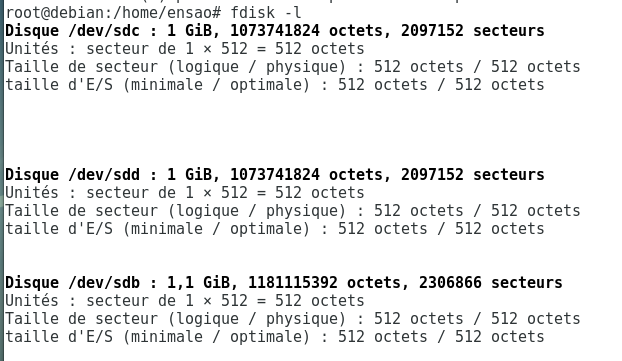 root@debian:/home/ensao# fdisk -l
Disque /dev/sdc : 1 GiB, 1073741824 octets, 2097152 secteurs
Unités : secteur de 1 × 512 = 512 octets
Taille de secteur (logique / physique) : 512 octets / 512 octets
taille d'E/S (minimale / optimale) : 512 octets / 512 octets
Disque /dev/sdd : 1 GiB, 1073741824 octets, 2097152 secteurs
Unités : secteur de 1 × 512 = 512 octets
Taille de secteur (logique / physique) : 512 octets / 512 octets
taille d'E/S (minimale / optimale) : 512 octets / 512 octets
Disque /dev/sdb : 1,1 GiB, 1181115392 octets, 2306866 secteurs
Unités : secteur de 1 × 512 = 512 octets
Taille de secteur (logique / physique) : 512 octets / 512 octets
taille d'E/S (minimale / optimale) : 512 octets / 512 octets